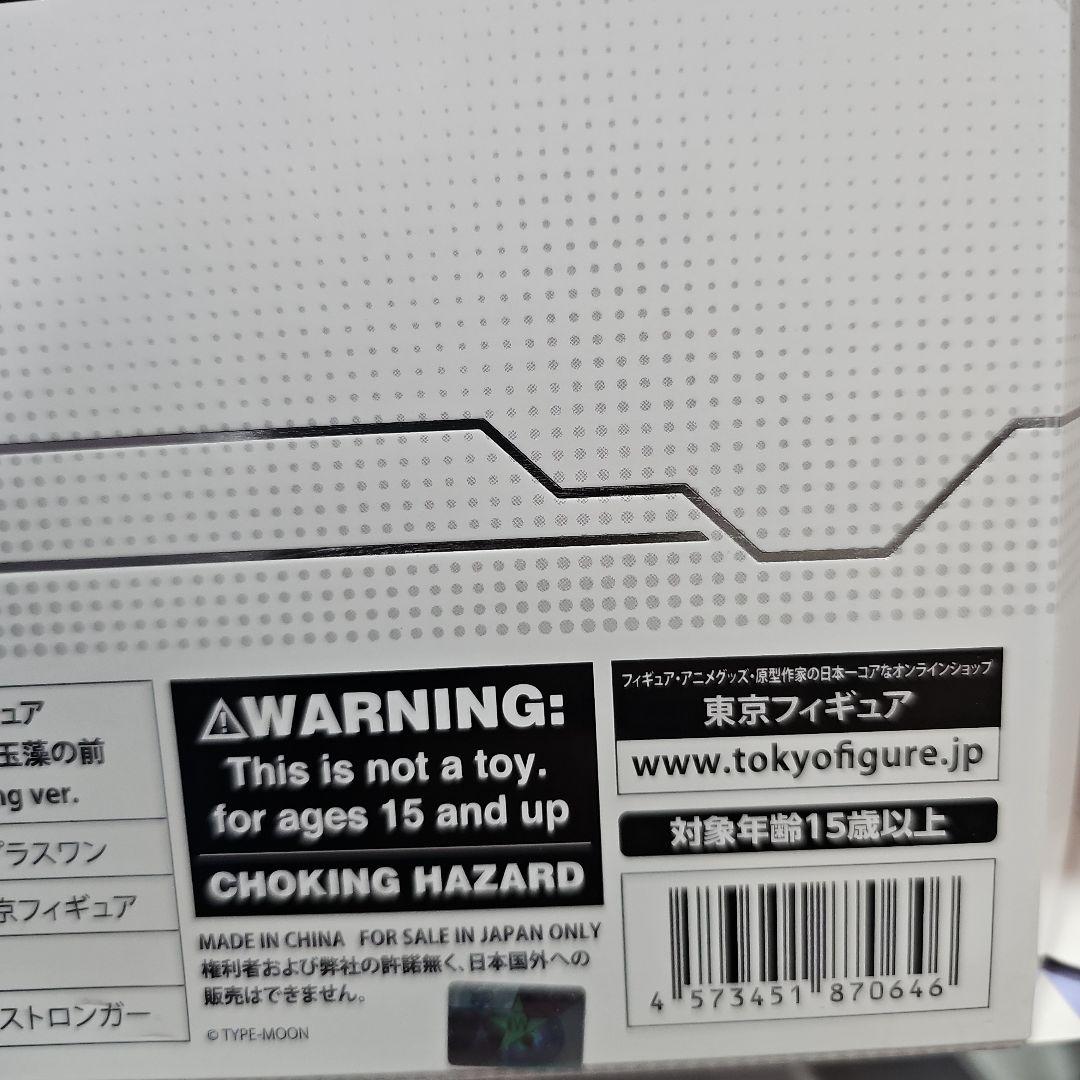 ュア
玉藻の前
ng ver.
プラスワン
京フィギュア
ストロンガー
WARNING:
This is not a toy.
for ages 15 and up
CHOKING HAZARD
MADE IN CHINA FOR SALE IN JAPAN ONLY
権利者および弊社の許諾無く、日本国外への
販売はできません。
© TYPE-MOON
フィギュア・アニメグッズ・原型作家の日本一コアなオンラインショップ
東京フィギュア
www.tokyofigure.jp
対象年齢15歳以上
4 573451 870646